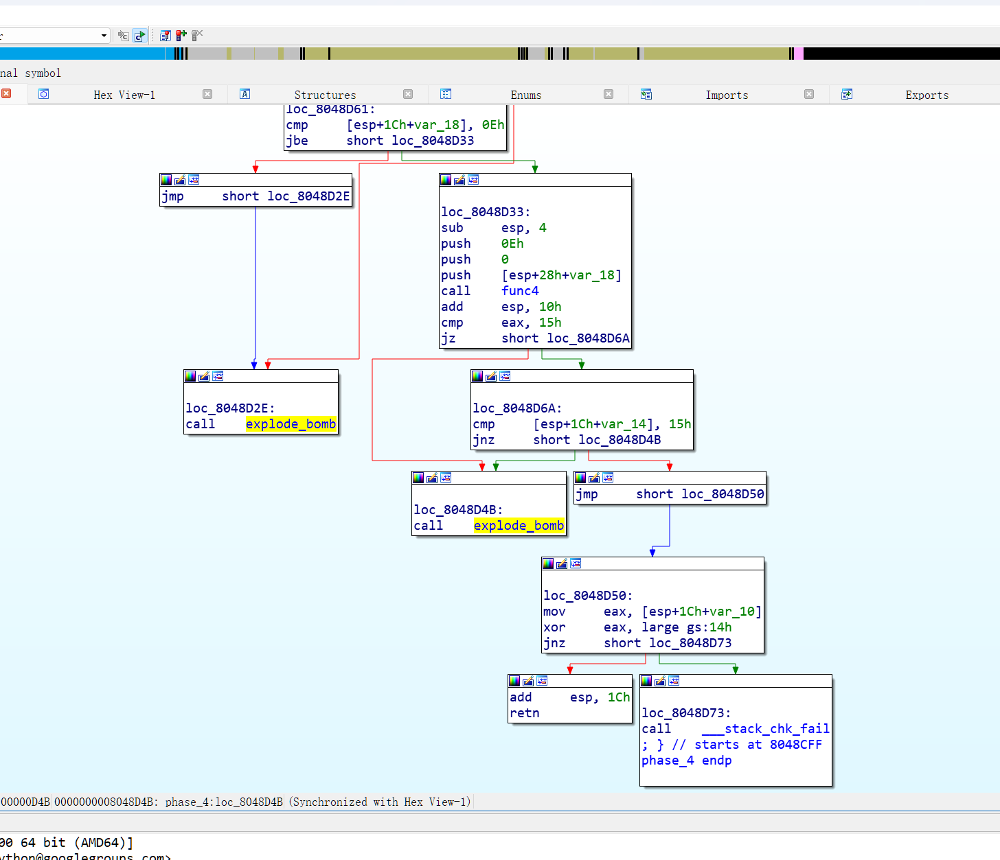 r
nal symbol
Hex View-1
Structures
Enums
Imports
Exports
loc_8048D61:
cmp [esp+1Ch+var_18], 0Eh
jbe short loc_8048D33
jmp short loc_8048D2E
loc_8048D33:
sub esp, 4
push 0Eh
push 0
push [esp+28h+var_18]
call func4
add esp, 10h
cmp eax, 15h
jz short loc_8048D6A
loc_8048D2E:
call explode_bomb
loc_8048D6A:
cmp [esp+1Ch+var_14], 15h
jnz short loc_8048D4B
loc_8048D4B:
call explode_bomb
jmp short loc_8048D50
loc_8048D50:
mov eax, [esp+1Ch+var_10]
xor eax, large gs:14h
jnz short loc_8048D73
add esp, 1Ch
retn
loc_8048D73:
call ___stack_chk_fail
; } // starts at 8048CFF
phase_4 endp
00000D4B 0000000008048D4B: phase_4:loc_8048D4B (Synchronized with Hex View-1)
00 64 bit (AMD64)]
ython@googlegroups.com>